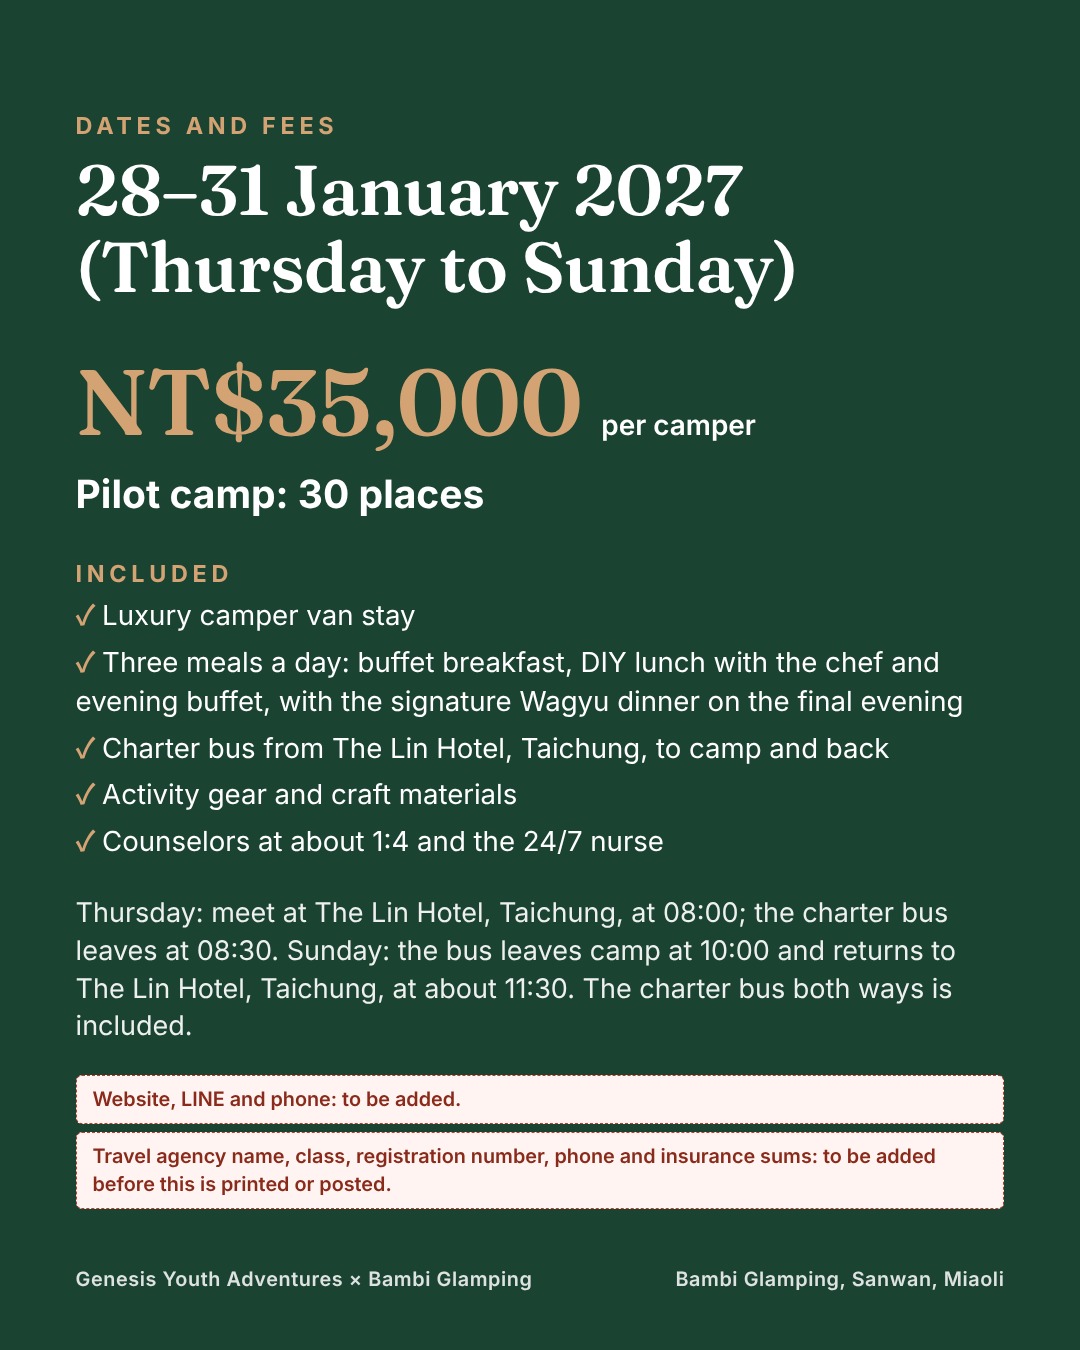 DATES AND FEES
28–31 January 2027
(Thursday to Sunday)
NT$35,000 per camper
Pilot camp: 30 places
INCLUDED
✓ Luxury camper van stay
✓ Three meals a day: buffet breakfast, DIY lunch with the chef and
evening buffet, with the signature Wagyu dinner on the final evening
✓ Charter bus from The Lin Hotel, Taichung, to camp and back
✓ Activity gear and craft materials
✓ Counselors at about 1:4 and the 24/7 nurse
Thursday: meet at The Lin Hotel, Taichung, at 08:00; the charter bus
leaves at 08:30. Sunday: the bus leaves camp at 10:00 and returns to
The Lin Hotel, Taichung, at about 11:30. The charter bus both ways is
included.
Website, LINE and phone: to be added.
Travel agency name, class, registration number, phone and insurance sums: to be added
before this is printed or posted.
Genesis Youth Adventures × Bambi Glamping
Bambi Glamping, Sanwan, Miaoli